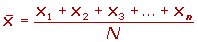 x̄ = x₁ + x₂ + x₃ + ... + xₙ / N